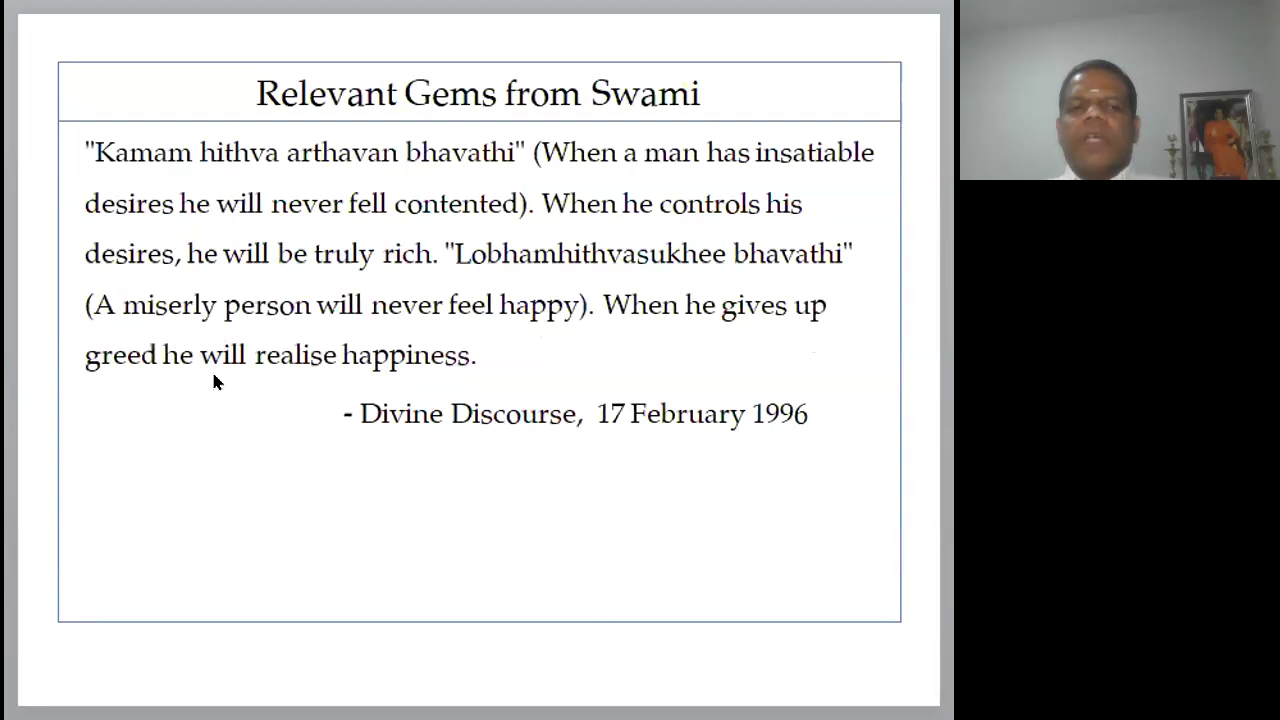 Relevant Gems from Swami
"Kamam hithva arthavan bhavathi" (When a man has insatiable
desires he will never fell contented). When he controls his
desires, he will be truly rich. "Lobhamhithvasukhee bhavathi"
(A miserly person will never feel happy). When he gives up
greed he will realise happiness.
- Divine Discourse, 17 February 1996